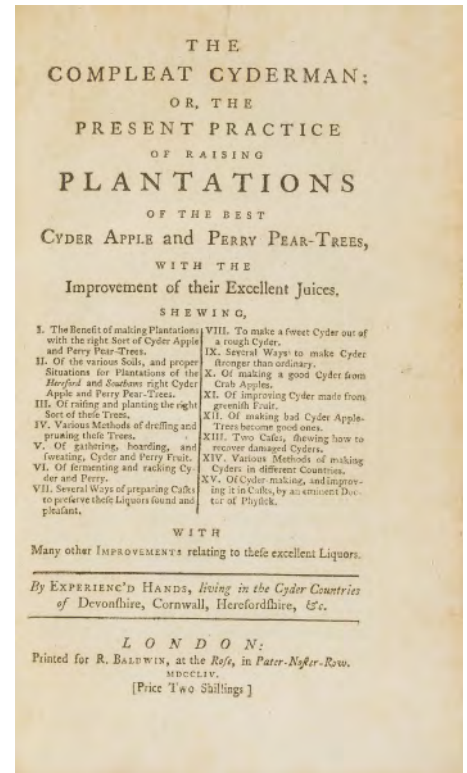 THE
COMPLEAT CYDERMAN:
OR, THE
PRESENT PRACTICE
OF RAISING
PLANTATIONS
OF THE BEST
CYDER APPLE and PERRY PEAR-TREES,
WITH THE
Improvement of their Excellent Juices.
SHEWING,
I. The Benefit of making Plantations
with the right Sort of Cyder Apple
and Perry Pear-Trees.
II. Of the various Soils, and proper
Situations for Plantations of the
Hereford and Southams right Cyder
Apple and Perry Pear-Trees.
III. Of raiſing and planting the right
Sort of theſe Trees.
IV. Various Methods of dreſſing and
pruning theſe Trees.
V. Of gathering, hoarding, and
ſweating, Cyder and Perry Fruit.
VI. Of fermenting and racking Cy-
der and Perry.
VII. Several Ways of preparing Caſks
to preſerve theſe Liquors ſound and
pleaſant.
VIII. To make a ſweet Cyder out of
a rough Cyder.
IX. Several Ways to make Cyder
ſtronger than ordinary.
X. Of making a good Cyder from
Crab Apples.
XI. Of improving Cyder made from
greeniſh Fruit.
XII. Of making bad Cyder Apple-
Trees become good ones.
XIII. Two Caſes, ſhewing how to
recover damaged Cyders.
XIV. Various Methods of making
Cyders in different Countries.
XV. Of Cyder-making, and improv-
ing it in Caſks, by an eminent Doc-
tor of Phyſick.
WITH
Many other IMPROVEMENTS relating to theſe excellent Liquors.
By EXPERIENC'D HANDS, living in the Cyder Countries
of Devonſhire, Cornwall, Herefordſhire, &c.
LONDON:
Printed for R. BALDWIN, at the Roſe, in Pater-Noſter-Row.
MDCCLIV.
[Price Two Shillings]